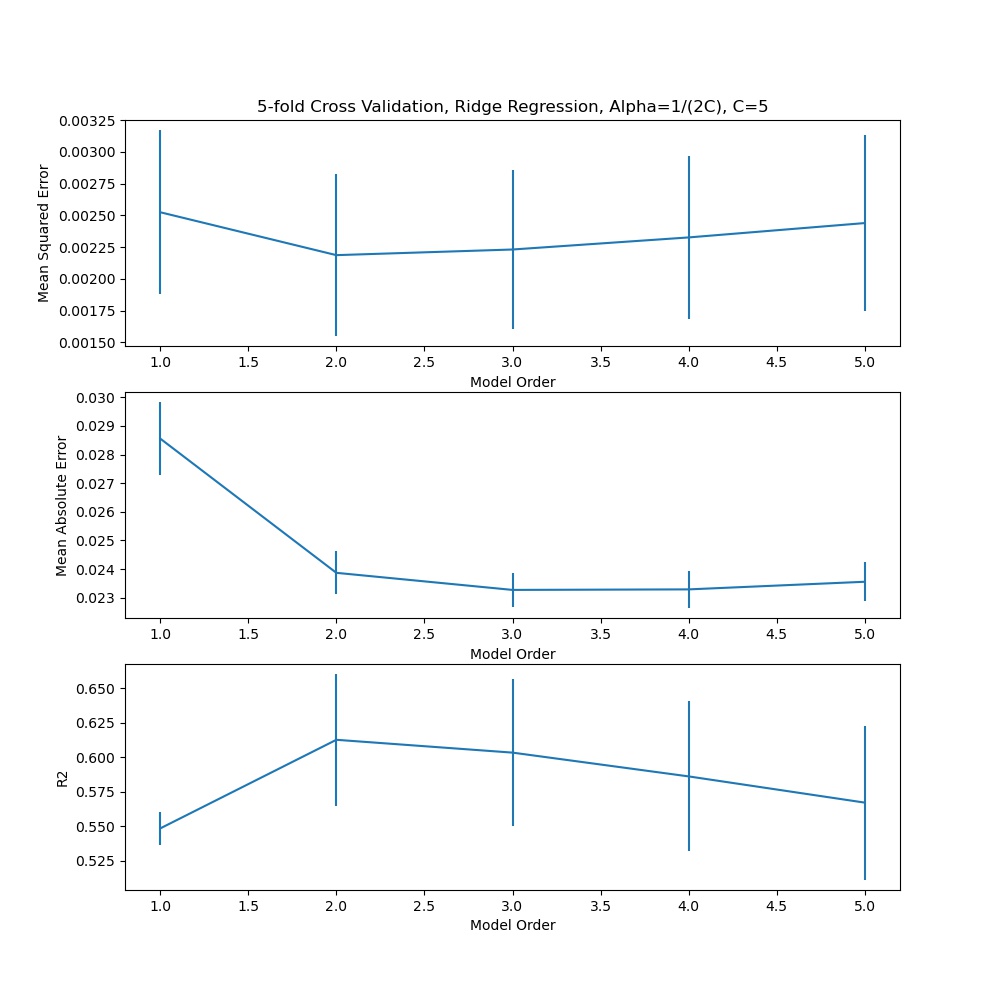 5-fold Cross Validation, Ridge Regression, Alpha=1/(2C), C=5
Mean Squared Error
0.00325
0.00300
0.00275
0.00250
0.00225
0.00200
0.00175
0.00150
1.0 1.5 2.0 2.5 3.0 3.5 4.0 4.5 5.0
Model Order
Mean Absolute Error
0.030
0.029
0.028
0.027
0.026
0.025
0.024
0.023
1.0 1.5 2.0 2.5 3.0 3.5 4.0 4.5 5.0
Model Order
R2
0.650
0.625
0.600
0.575
0.550
0.525
1.0 1.5 2.0 2.5 3.0 3.5 4.0 4.5 5.0
Model Order